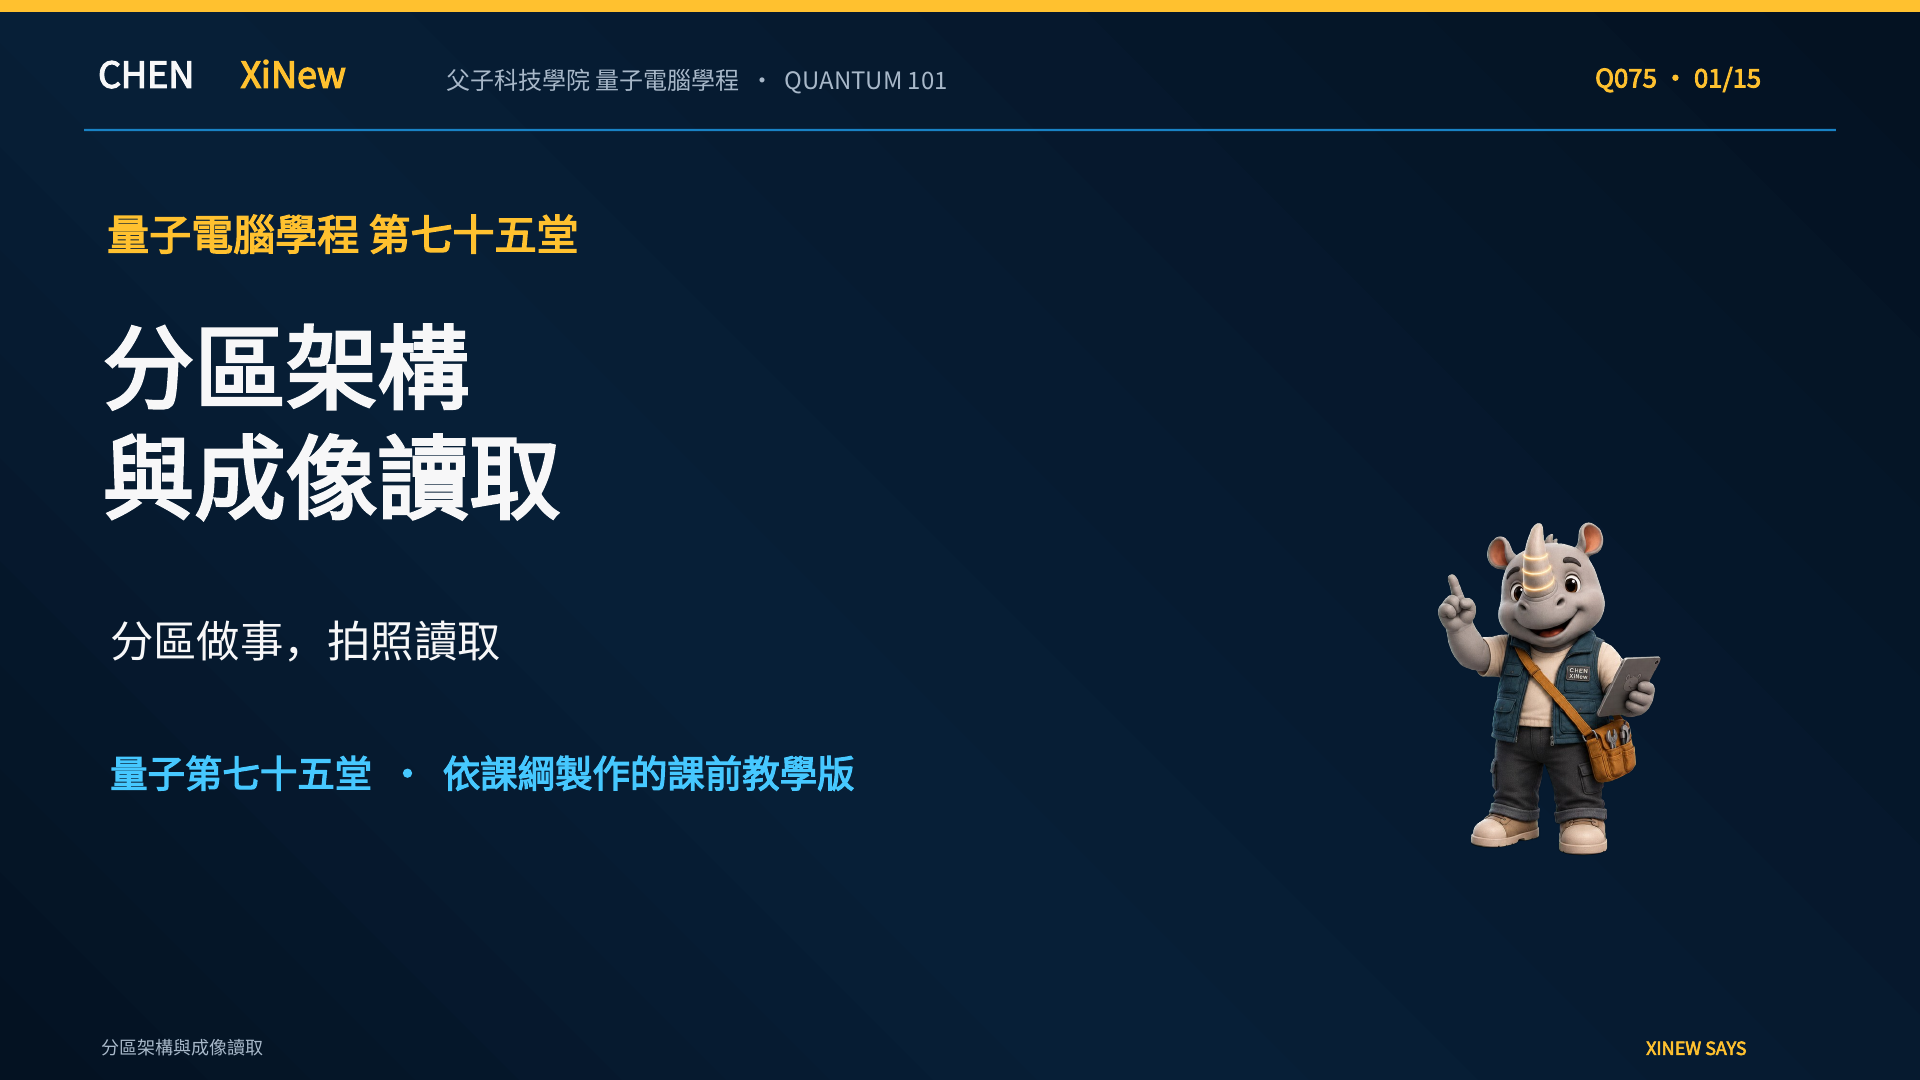 CHEN XiNew 父子科技學院 量子電腦學程 · QUANTUM 101 Q075 · 01/15
量子電腦學程 第七十五堂
分區架構
與成像讀取
分區做事，拍照讀取
量子第七十五堂 · 依課綱製作的課前教學版
CHEN
XiNew
分區架構與成像讀取 XINEW SAYS